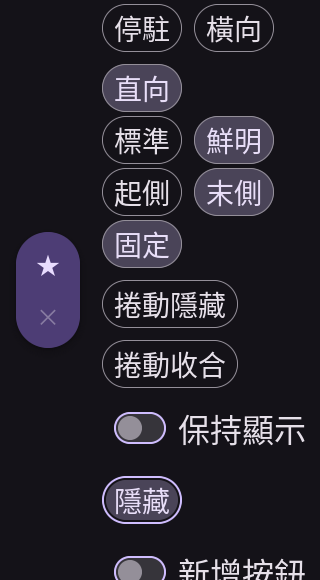 停駐 橫向
直向
標準 鮮明
起側 末側
固定
捲動隱藏
捲動收合
保持顯示
隱藏
新增按鈕